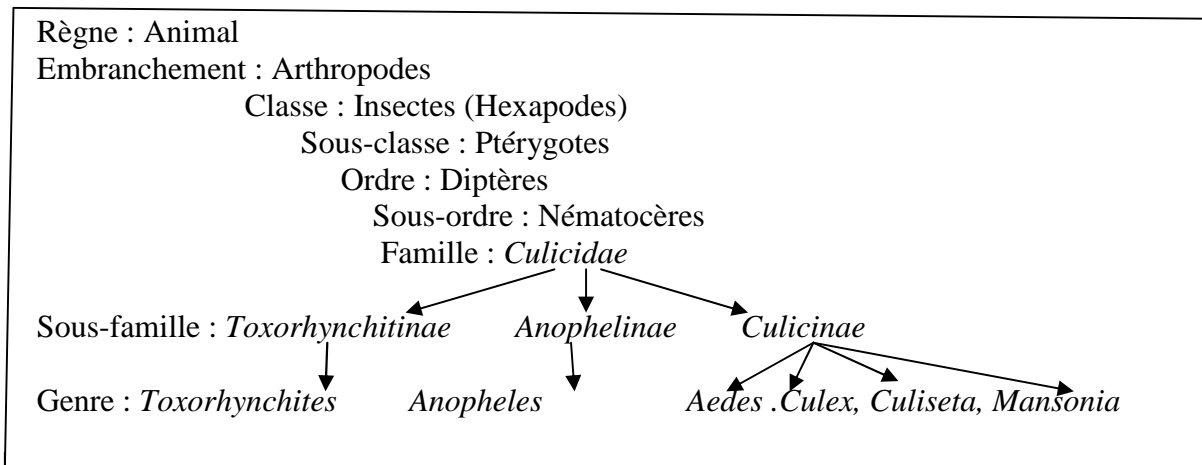 Règne : Animal
Embranchement : Arthropodes
Classe : Insectes (Hexapodes)
Sous-classe : Ptérygotes
Ordre : Diptères
Sous-ordre : Nématocères
Famille : Culicidae
Sous-famille : Toxorhynchitinae Anophelinae Culicinae
Genre : Toxorhynchites Anopheles Aedes .Culex, Culiseta, Mansonia